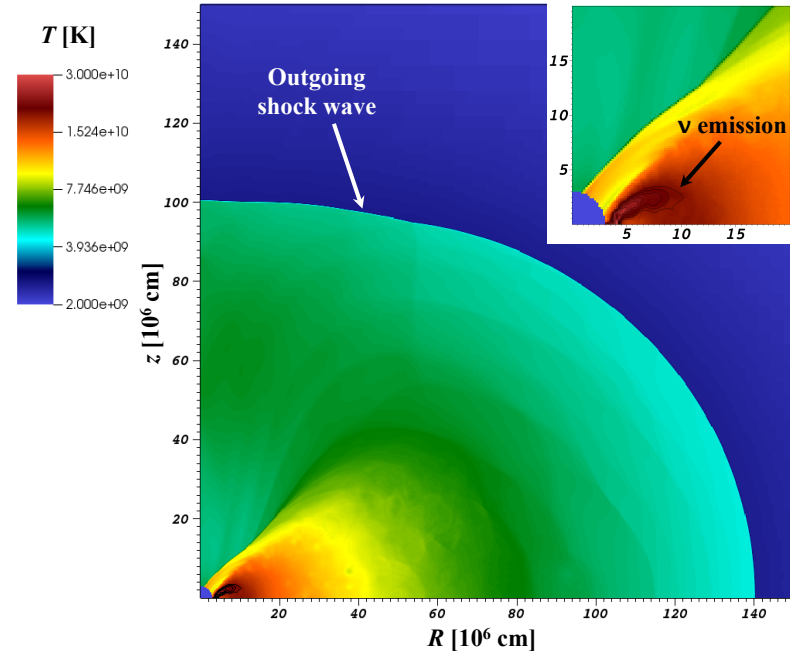 T [K]
3.000e+10
1.524e+10
7.746e+09
3.936e+09
2.000e+09
Outgoing
shock wave
ν emission
15
10
5
5 10 15
140
120
100
80
60
40
20
z [10⁶ cm]
20 40 60 80 100 120 140
R [10⁶ cm]